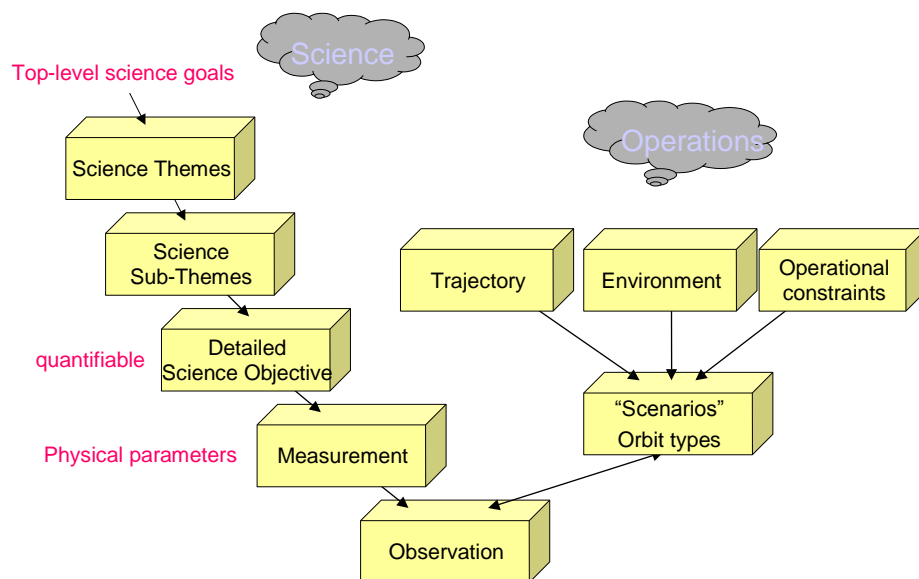 Science
Top-level science goals
Operations
Science Themes
Science
Sub-Themes
Trajectory
Environment
Operational
constraints
quantifiable
Detailed
Science Objective
“Scenarios”
Orbit types
Physical parameters
Measurement
Observation